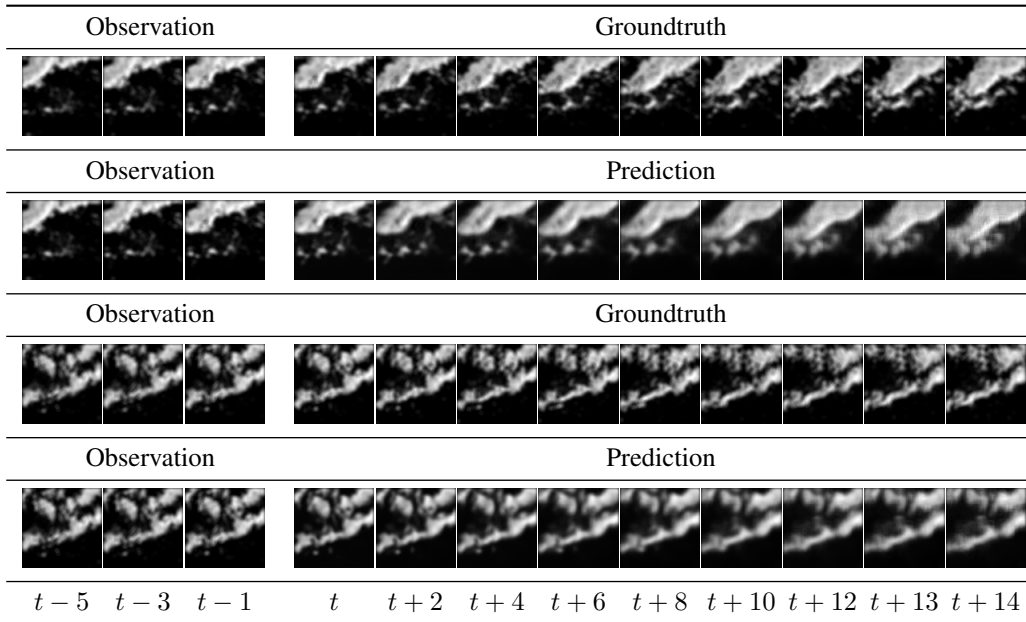 Observation Groundtruth
Observation Prediction
Observation Groundtruth
Observation Prediction
t − 5 t − 3 t − 1 t t + 2 t + 4 t + 6 t + 8 t + 10 t + 12 t + 13 t + 14